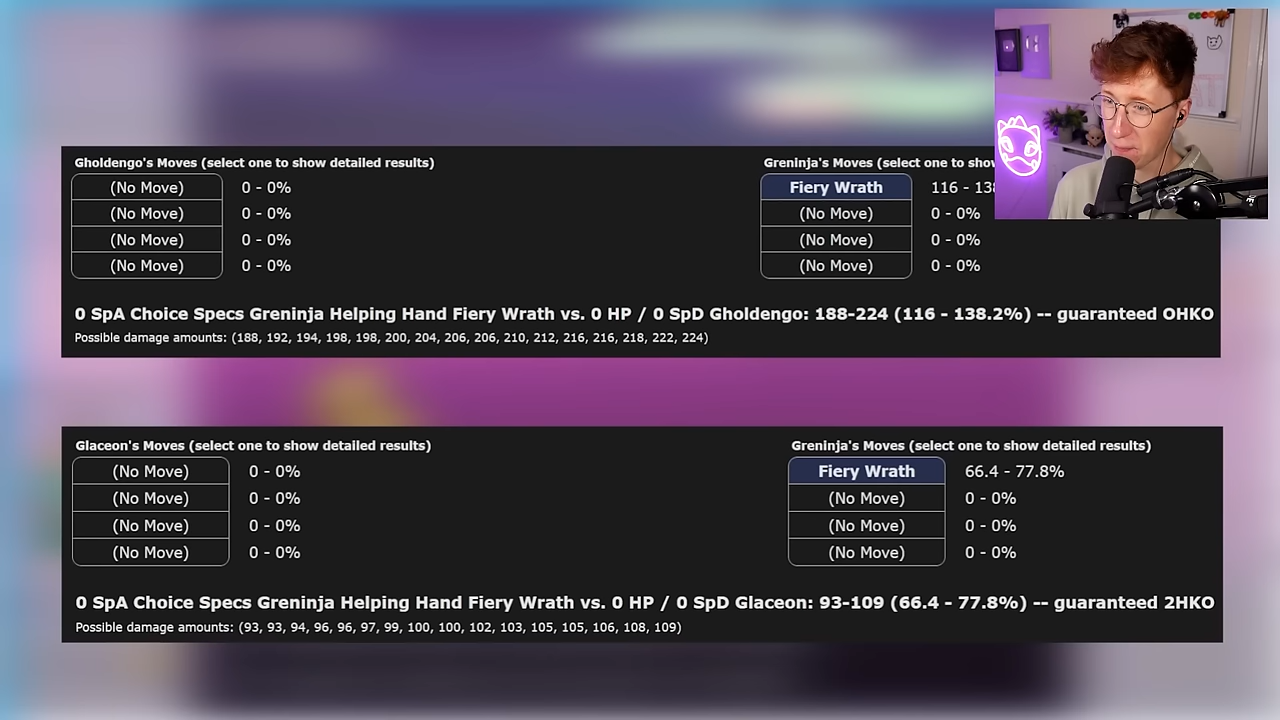 Gholdengo's Moves (select one to show detailed results)
(No Move) 0 - 0%
(No Move) 0 - 0%
(No Move) 0 - 0%
(No Move) 0 - 0%
Greninja's Moves (select one to show
Fiery Wrath 116 - 138
(No Move) 0 - 0%
(No Move) 0 - 0%
(No Move) 0 - 0%
0 SpA Choice Specs Greninja Helping Hand Fiery Wrath vs. 0 HP / 0 SpD Gholdengo: 188-224 (116 - 138.2%) -- guaranteed OHKO
Possible damage amounts: (188, 192, 194, 198, 198, 200, 204, 206, 206, 210, 212, 216, 216, 218, 222, 224)
Glaceon's Moves (select one to show detailed results)
(No Move) 0 - 0%
(No Move) 0 - 0%
(No Move) 0 - 0%
(No Move) 0 - 0%
Greninja's Moves (select one to show detailed results)
Fiery Wrath 66.4 - 77.8%
(No Move) 0 - 0%
(No Move) 0 - 0%
(No Move) 0 - 0%
0 SpA Choice Specs Greninja Helping Hand Fiery Wrath vs. 0 HP / 0 SpD Glaceon: 93-109 (66.4 - 77.8%) -- guaranteed 2HKO
Possible damage amounts: (93, 93, 94, 96, 96, 97, 99, 100, 100, 102, 103, 105, 105, 106, 108, 109)